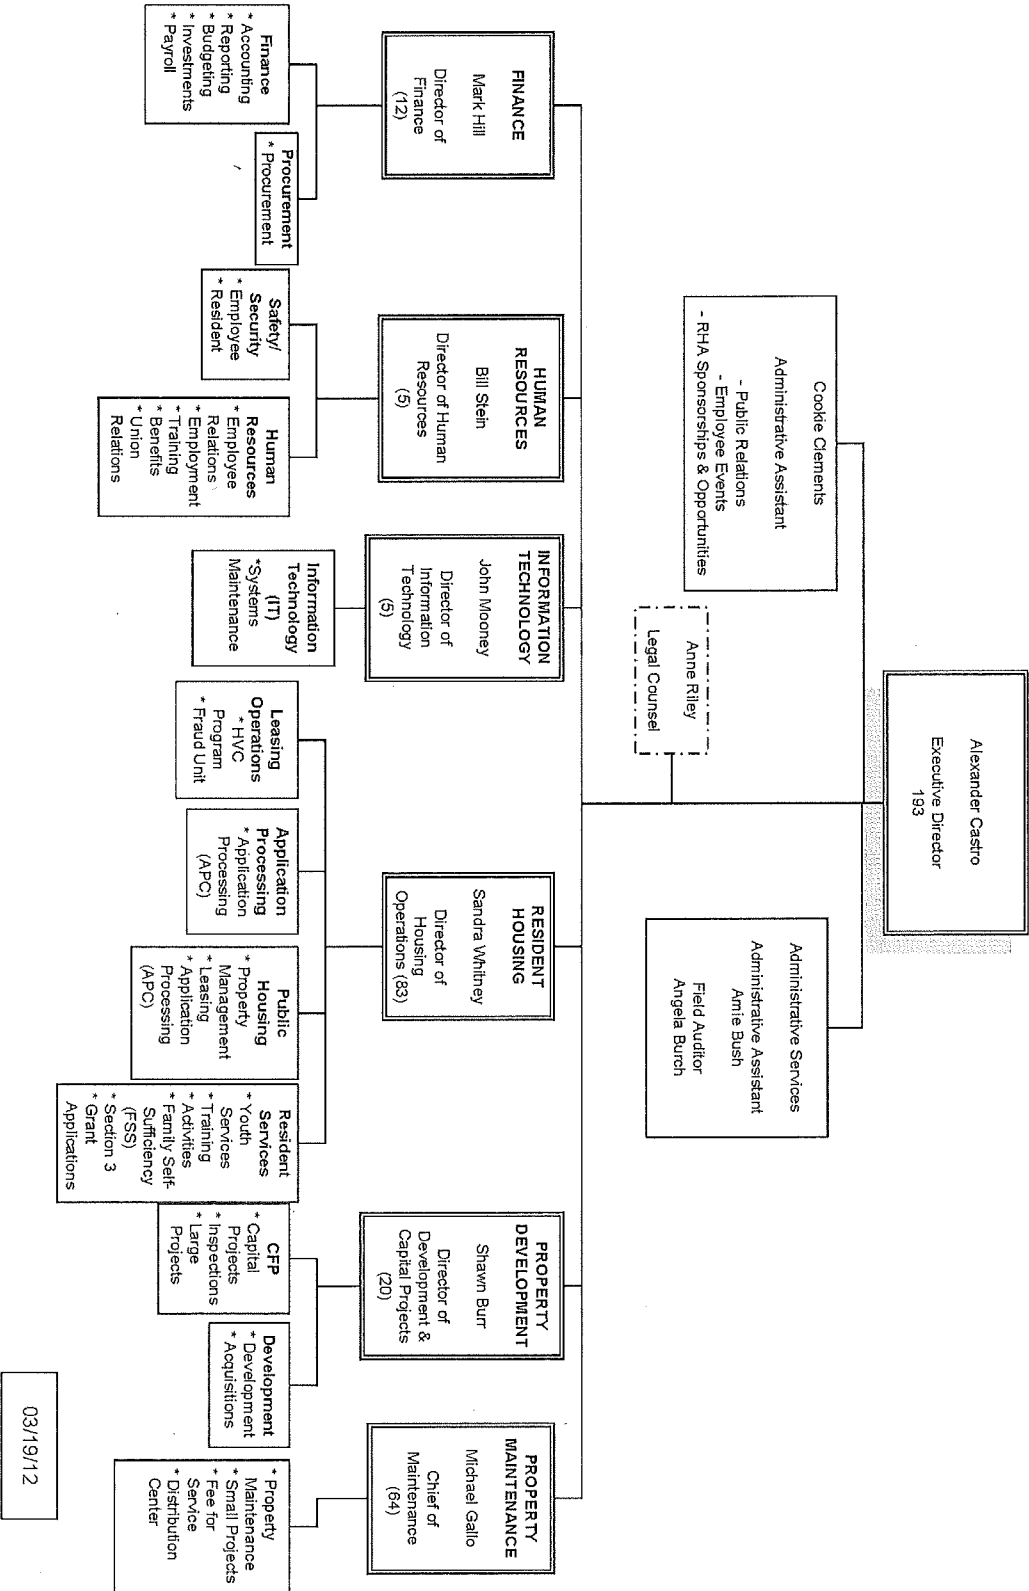 Alexander Castro
Executive Director
193
Cookie Clements
Administrative Assistant
- Public Relations
- Employee Events
- RHA Sponsorships & Opportunities
Administrative Services
Administrative Assistant
Amie Bush
Field Auditor
Angela Burch
Anne Riley
Legal Counsel
FINANCE
Mark Hill
Director of
Finance
(12)
HUMAN
RESOURCES
Bill Stein
Director of Human
Resources
(5)
INFORMATION
TECHNOLOGY
John Mooney
Director of
Information
Technology
(5)
RESIDENT
HOUSING
Sandra Whitney
Director of
Housing
Operations (83)
PROPERTY
DEVELOPMENT
Shawn Burr
Director of
Development &
Capital Projects
(20)
PROPERTY
MAINTENANCE
Michael Gallo
Chief of
Maintenance
(64)
Finance
* Accounting
* Reporting
* Budgeting
* Investments
* Payroll
Procurement
* Procurement
Safety/
Security
* Employee
* Resident
Human
Resources
* Employee
Relations
* Employment
* Training
* Benefits
* Union
Relations
Information
Technology
(IT)
*Systems
Maintenance
Leasing
Operations
* HVC
Program
* Fraud Unit
Application
Processing
* Application
Processing
(APC)
Public
Housing
* Property
Management
* Leasing
* Application
Processing
(APC)
Resident
Services
* Youth
Services
* Training
* Activities
* Family Self-
Sufficiency
(FSS)
* Section 3
* Grant
Applications
CFP
* Capital
Projects
* Inspections
* Large
Projects
Development
* Development
* Acquisitions
* Property
Maintenance
* Small Projects
* Fee for
Service
* Distribution
Center
03/19/12